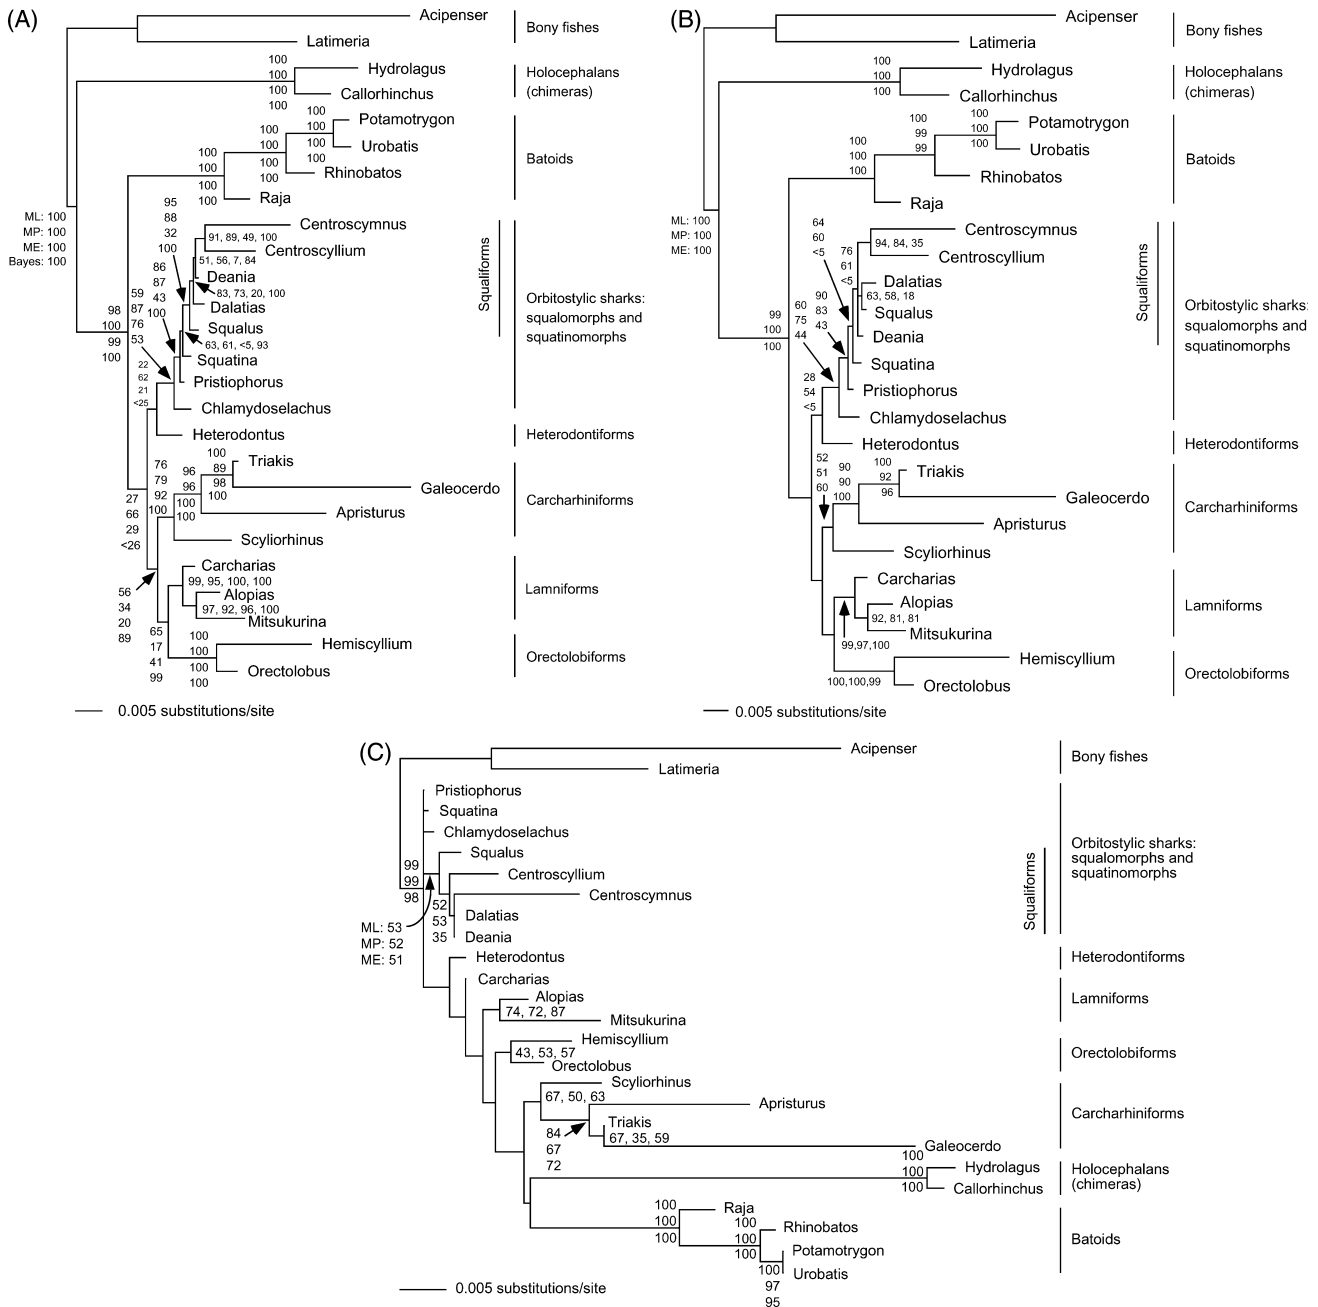 (A)
Acipenser
Latimeria
Bony fishes
100
100
100
100
Hydrolagus
Callorhinchus
Holocephalans
(chimeras)
100
100
100
Potamotrygon
Urobatis
100
100
100
100
Rhinobatos
100
100
100
100
Raja
Batoids
ML: 100
MP: 100
ME: 100
Bayes: 100
95
88
32
100
Centroscymnus
91, 89, 49, 100
Centroscyllium
51, 56, 7, 84
Deania
83, 73, 20, 100
Dalatias
86
87
43
100
Squalus
63, 61, <5, 93
Squatina
59
87
76
53
Pristiophorus
98
100
99
100
22
62
21
<25
Chlamydoselachus
Squaliforms
Orbitostylic sharks:
squalomorphs and
squatinomorphs
Heterodontus
Heterodontiforms
100
89
98
100
Triakis
Galeocerdo
96
96
100
100
Apristurus
76
79
92
100
Scyliorhinus
Carcharhiniforms
27
66
29
<26
Carcharias
99, 95, 100, 100
Alopias
97, 92, 96, 100
Mitsukurina
Lamniforms
56
34
20
89
65
17
41
99
100
100
100
100
Hemiscyllium
Orectolobus
Orectolobiforms
0.005 substitutions/site
(B)
Acipenser
Latimeria
Bony fishes
100
100
100
Hydrolagus
Callorhinchus
Holocephalans
(chimeras)
100
100
100
Potamotrygon
Urobatis
100
99
99
Rhinobatos
100
100
100
Raja
Batoids
ML: 100
MP: 100
ME: 100
64
60
<5
Centroscymnus
94, 84, 35
Centroscyllium
76
61
<5
Dalatias
63, 58, 18
Squalus
Deania
90
83
43
Squatina
60
75
44
Pristiophorus
99
100
100
28
54
<5
Chlamydoselachus
Squaliforms
Orbitostylic sharks:
squalomorphs and
squatinomorphs
Heterodontus
Heterodontiforms
52
51
60
100
92
96
Triakis
Galeocerdo
90
90
100
Apristurus
Scyliorhinus
Carcharhiniforms
Carcharias
Alopias
92, 81, 81
Mitsukurina
99,97,100
Lamniforms
Hemiscyllium
100,100,99
Orectolobus
Orectolobiforms
0.005 substitutions/site
(C)
Acipenser
Latimeria
Bony fishes
Pristiophorus
Squatina
Chlamydoselachus
Squalus
99
99
98
Centroscyllium
Centroscymnus
52
53
35
Dalatias
Deania
ML: 53
MP: 52
ME: 51
Squaliforms
Orbitostylic sharks:
squalomorphs and
squatinomorphs
Heterodontus
Heterodontiforms
Carcharias
Alopias
74, 72, 87
Mitsukurina
Lamniforms
Hemiscyllium
43, 53, 57
Orectolobus
Orectolobiforms
Scyliorhinus
67, 50, 63
Apristurus
Triakis
67, 35, 59
84
67
72
Galeocerdo
Carcharhiniforms
100
100
100
Hydrolagus
Callorhinchus
Holocephalans
(chimeras)
100
100
100
Raja
100
100
100
Rhinobatos
Potamotrygon
100
97
95
Urobatis
Batoids
0.005 substitutions/site